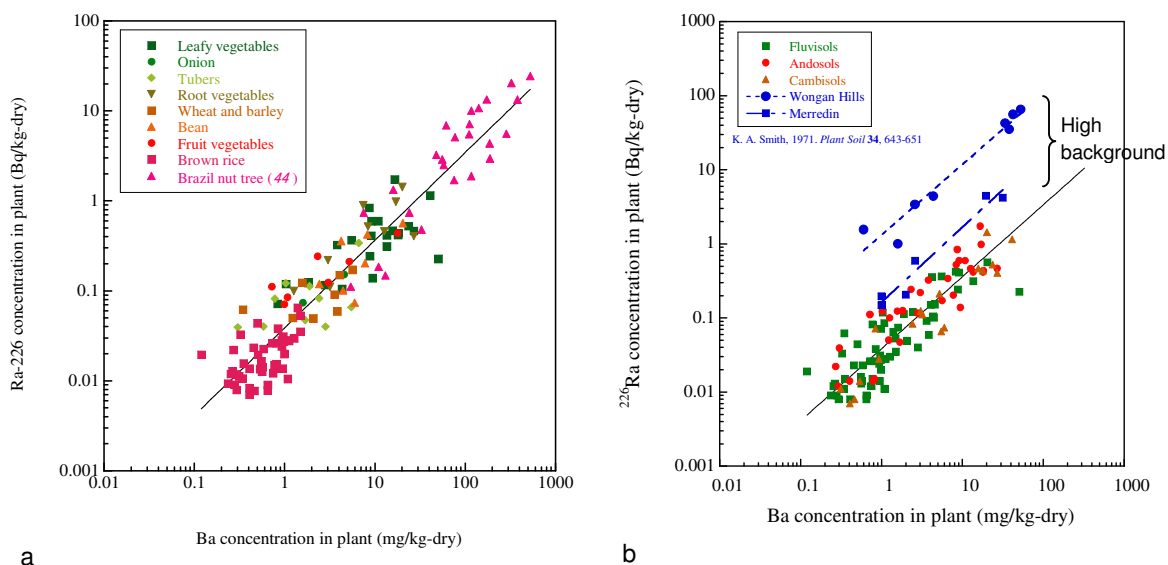 100
10
1
0.1
0.01
0.001
Ra-226 concentration in plant (Bq/kg-dry)
Leafy vegetables
Onion
Tubers
Root vegetables
Wheat and barley
Bean
Fruit vegetables
Brown rice
Brazil nut tree (44)
0.01 0.1 1 10 100 1000
Ba concentration in plant (mg/kg-dry)
a
1000
100
10
1
0.1
0.01
0.001
226Ra concentration in plant (Bq/kg-dry)
Fluvisols
Andosols
Cambisols
Wongan Hills
Merredin
K. A. Smith, 1971. Plant Soil 34, 643-651
High
background
0.01 0.1 1 10 100 1000
Ba concentration in plant (mg/kg-dry)
b